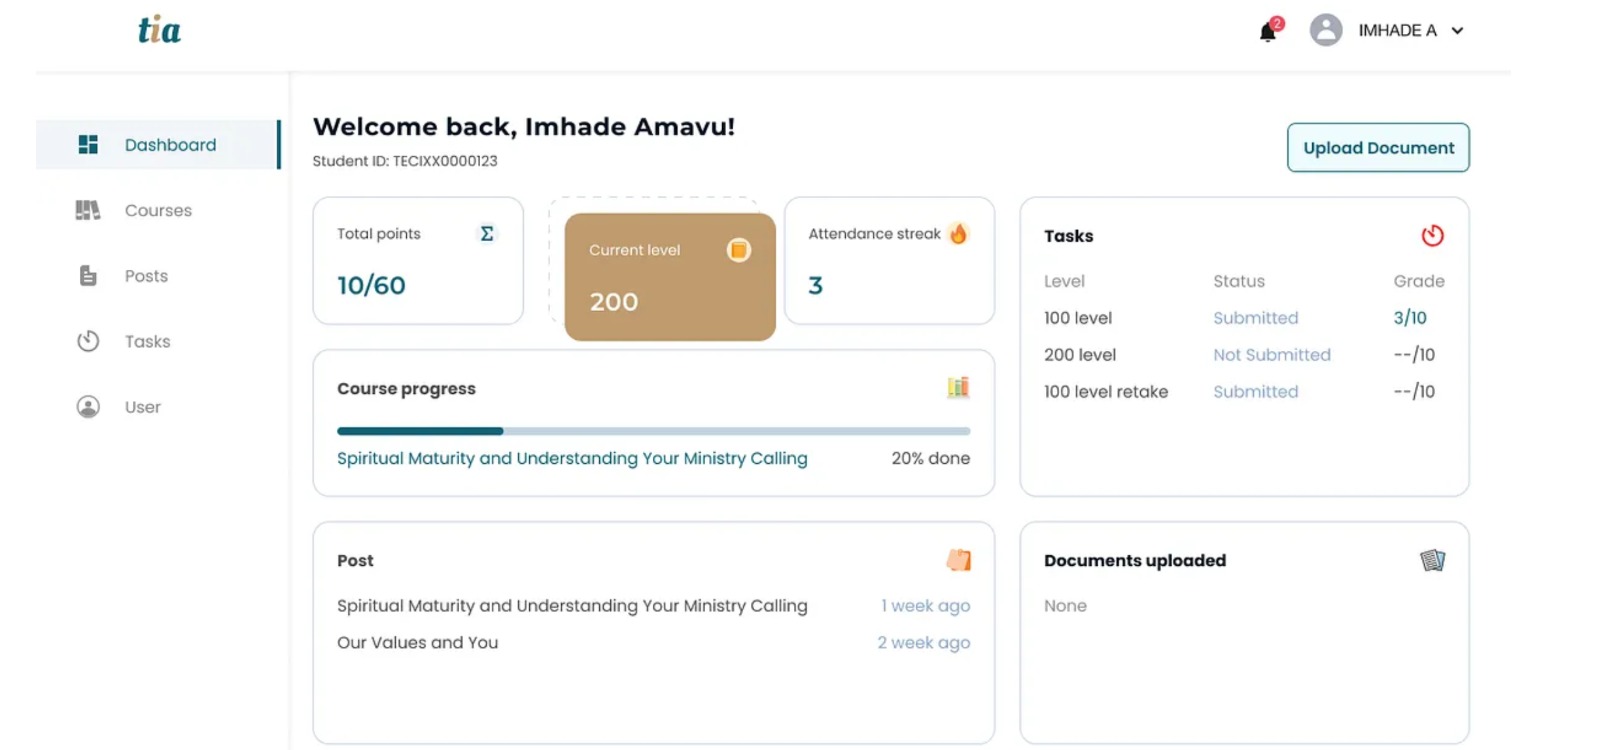 tia
2
IMHADE A
Dashboard
Courses
Posts
Tasks
User
Welcome back, Imhade Amavu!
Student ID: TECIXX0000123
Upload Document
Total points Σ
10/60
Current level
200
Attendance streak
3
Course progress
Spiritual Maturity and Understanding Your Ministry Calling 20% done
Tasks
Level Status Grade
100 level Submitted 3/10
200 level Not Submitted --/10
100 level retake Submitted --/10
Post
Spiritual Maturity and Understanding Your Ministry Calling 1 week ago
Our Values and You 2 week ago
Documents uploaded
None